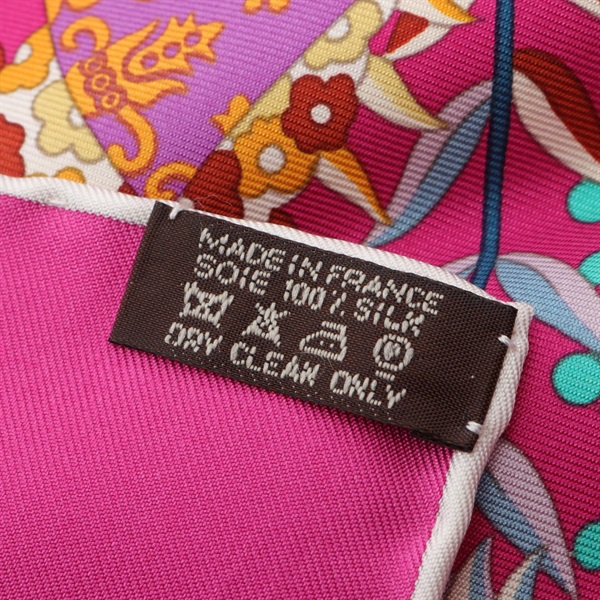 MADE IN FRANCE
SOIE 100% SILK
DRY CLEAN ONLY